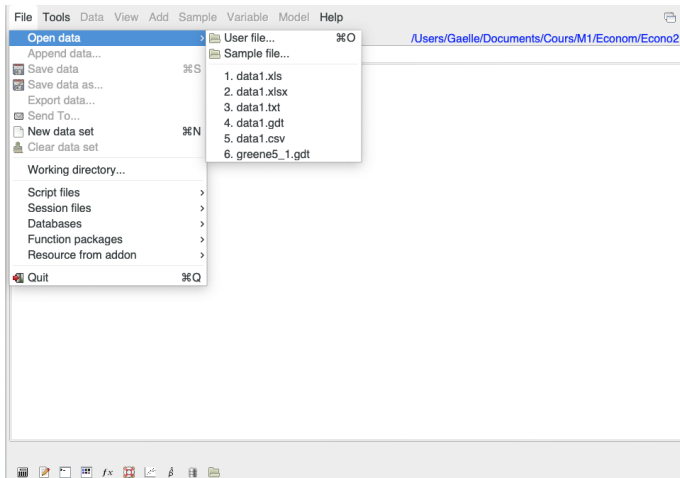 File Tools Data View Add Sample Variable Model Help
/Users/Gaelle/Documents/Cours/M1/Econom/Econo2
Open data >
Append data...
Save data ⌘S
Save data as...
Export data...
Send To...
New data set ⌘N
Clear data set
Working directory...
Script files >
Session files >
Databases >
Function packages >
Resource from addon >
Quit ⌘Q
User file... ⌘O
Sample file...
1. data1.xls
2. data1.xlsx
3. data1.txt
4. data1.gdt
5. data1.csv
6. greene5_1.gdt
fx β̂